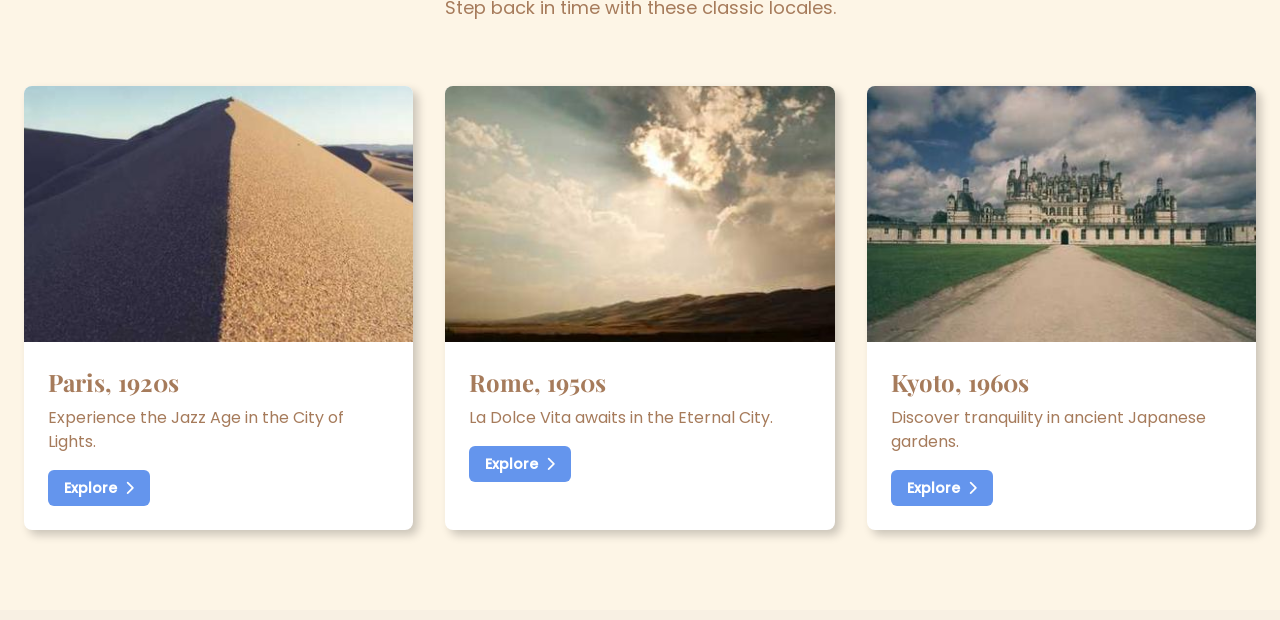 Step back in time with these classic locales.
Paris, 1920s
Experience the Jazz Age in the City of
Lights.
Explore
Rome, 1950s
La Dolce Vita awaits in the Eternal City.
Explore
Kyoto, 1960s
Discover tranquility in ancient Japanese
gardens.
Explore